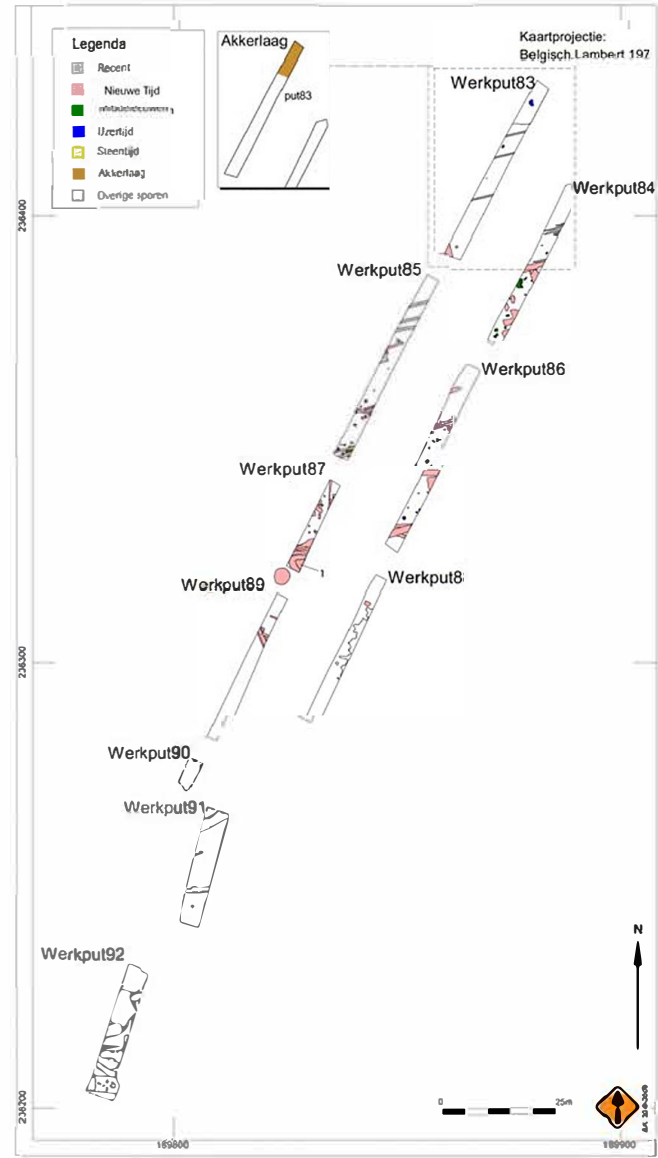 Legenda
Recent
Nieuwe Tijd
IJzertijd
Steentijd
Akkerlaag
Overige sporen
Akkerlaag
put83
Kaartprojectie:
Belgisch Lambert 197
Werkput83
Werkput84
Werkput85
Werkput86
Werkput87
1
Werkput89
Werkput8
Werkput90
Werkput91
Werkput92
236400
236300
236200
N
0 25m
189800 189900